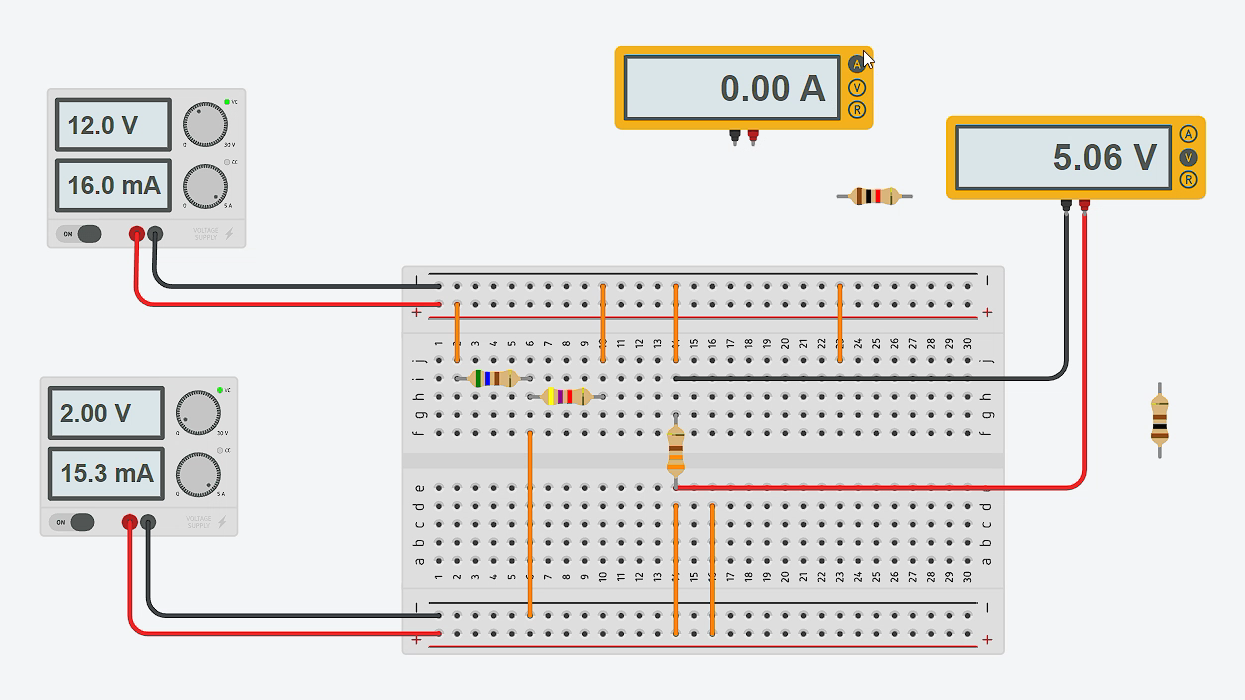 0.00 A
A
V
R
12.0 V
VC
0
30 V
16.0 mA
CC
0
5 A
ON
VOLTAGE
SUPPLY
5.06 V
A
V
R
− −
+ +
1 2 3 4 5 6 7 8 9 10 11 12 13 14 15 16 17 18 19 20 21 22 23 24 25 26 27 28 29 30
j j
i i
h h
g g
f f
2.00 V
VC
0
30 V
15.3 mA
CC
0
5 A
ON
VOLTAGE
SUPPLY
e e
d d
c c
b b
a a
1 2 3 4 5 6 7 8 9 10 11 12 13 14 15 16 17 18 19 20 21 22 23 24 25 26 27 28 29 30
− −
+ +